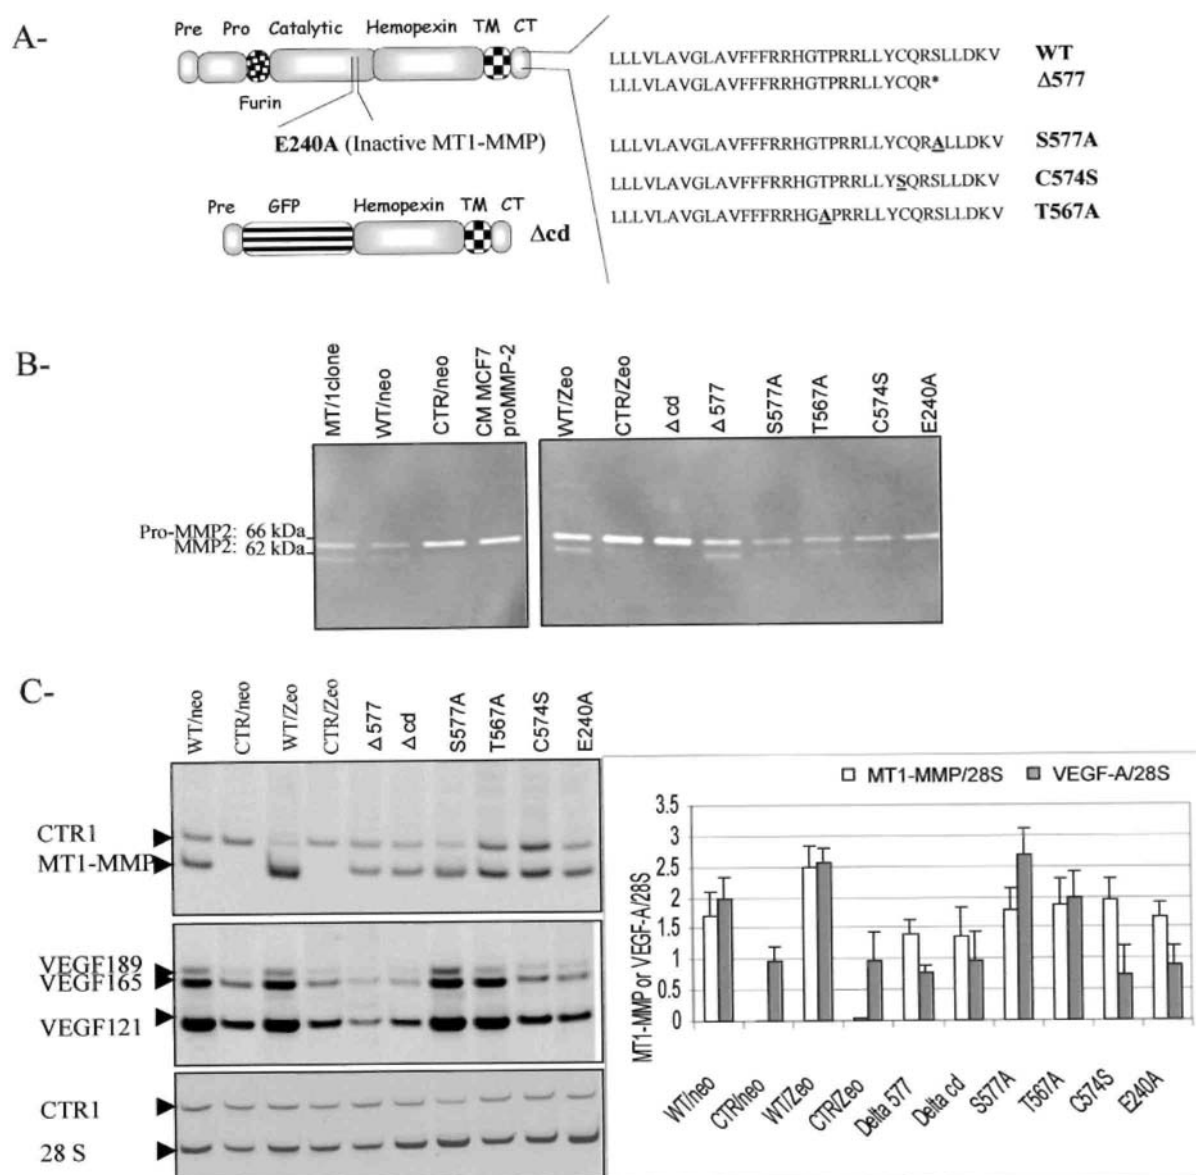 A-
Pre Pro Catalytic Hemopexin TM CT
Furin
E240A (Inactive MT1-MMP)
Pre GFP Hemopexin TM CT
Δcd
LLLVLAVGLAVFFFRRHGTPRRLLYCQRSLLDKV WT
LLLVLAVGLAVFFFRRHGTPRRLLYCQR* Δ577
LLLVLAVGLAVFFFRRHGTPRRLLYCQRALLDKV S577A
LLLVLAVGLAVFFFRRHGTPRRLLYSQRSLLDKV C574S
LLLVLAVGLAVFFFRRHGAPRRLLYCQRSLLDKV T567A
B-
MT/1clone WT/neo CTR/neo CM MCF7 proMMP-2
WT/Zeo CTR/Zeo Δcd Δ577 S577A T567A C574S E240A
Pro-MMP2: 66 kDa
MMP2: 62 kDa
C-
WT/neo CTR/neo WT/Zeo CTR/Zeo Δ577 Δcd S577A T567A C574S E240A
CTR1
MT1-MMP
VEGF189
VEGF165
VEGF121
CTR1
28 S
MT1-MMP/28S VEGF-A/28S
MT1-MMP or VEGF-A/28S
3.5
3
2.5
2
1.5
1
0.5
0
WT/neo CTR/neo WT/Zeo CTR/Zeo Delta 577 Delta cd S577A T567A C574S E240A